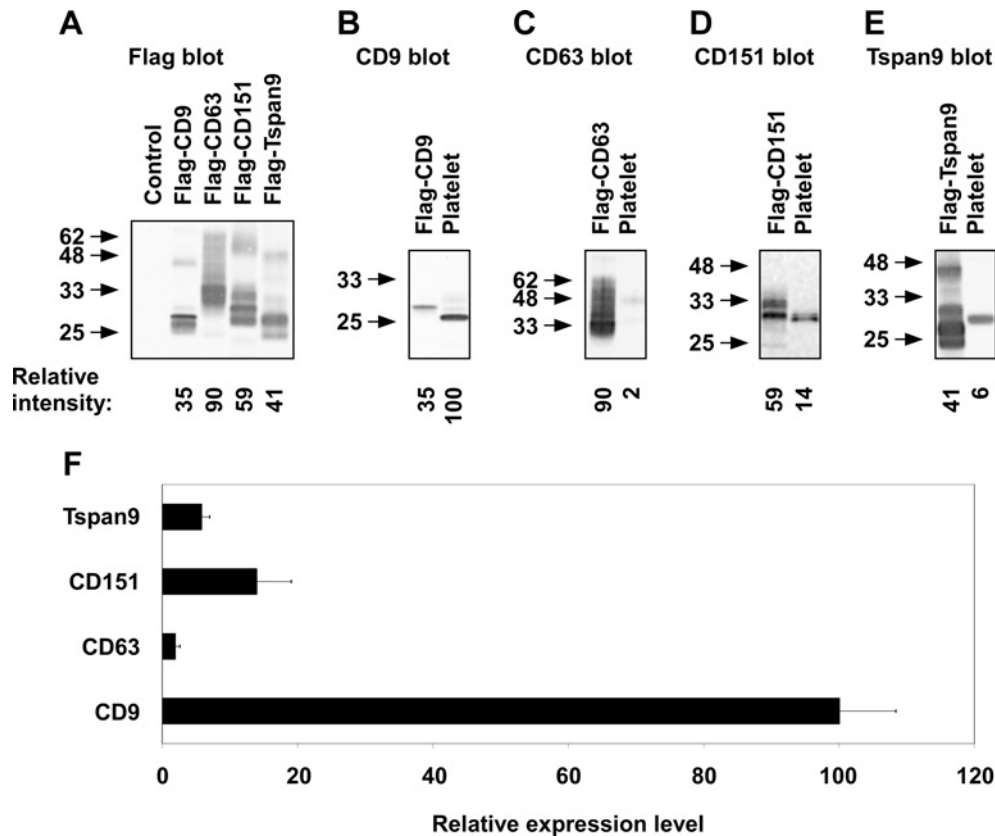 A
Flag blot
Control
Flag-CD9
Flag-CD63
Flag-CD151
Flag-Tspan9
62
48
33
25
Relative
intensity:
35
90
59
41
B
CD9 blot
Flag-CD9
Platelet
33
25
35
100
C
CD63 blot
Flag-CD63
Platelet
62
48
33
90
2
D
CD151 blot
Flag-CD151
Platelet
48
33
25
59
14
E
Tspan9 blot
Flag-Tspan9
Platelet
48
33
25
41
6
F
Tspan9
CD151
CD63
CD9
0 20 40 60 80 100 120
Relative expression level